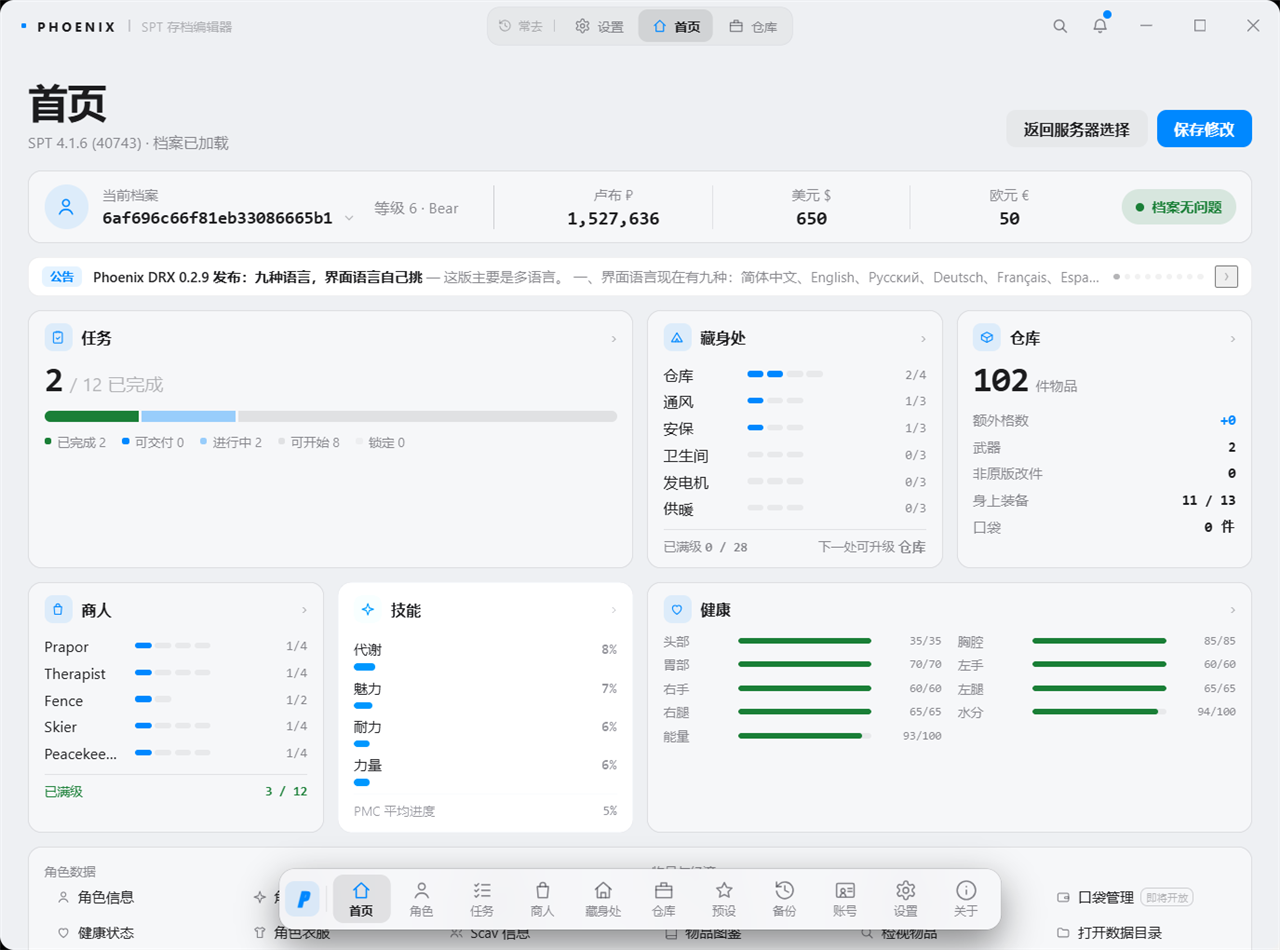 PHOENIX | SPT 存档编辑器
常去 设置 首页 仓库
首页
SPT 4.1.6 (40743) · 档案已加载
返回服务器选择 保存修改
当前档案
6af696c66f81eb33086665b1
等级 6 · Bear
卢布 ₽
1,527,636
美元 $
650
欧元 €
50
档案无问题
公告 Phoenix DRX 0.2.9 发布：九种语言，界面语言自己挑 — 这版主要是多语言。 一、界面语言现在有九种：简体中文、English、Русский、Deutsch、Français、Espa...
任务
2 / 12 已完成
已完成 2 可交付 0 进行中 2 可开始 8 锁定 0
藏身处
仓库 2/4
通风 1/3
安保 1/3
卫生间 0/3
发电机 0/3
供暖 0/3
已满级 0 / 28 下一处可升级 仓库
仓库
102 件物品
额外格数 +0
武器 2
非原版改件 0
身上装备 11 / 13
口袋 0 件
商人
Prapor 1/4
Therapist 1/4
Fence 1/2
Skier 1/4
Peacekee... 1/4
已满级 3 / 12
技能
代谢 8%
魅力 7%
耐力 6%
力量 6%
PMC 平均进度 5%
健康
头部 35/35 胸腔 85/85
胃部 70/70 左手 60/60
右手 60/60 左腿 65/65
右腿 65/65 水分 94/100
能量 93/100
角色数据
角色信息 口袋管理 即将开放
健康状态 角色衣服 Scav 信息 物品图鉴 检视物品 打开数据目录
首页 角色 任务 商人 藏身处 仓库 预设 备份 账号 设置 关于